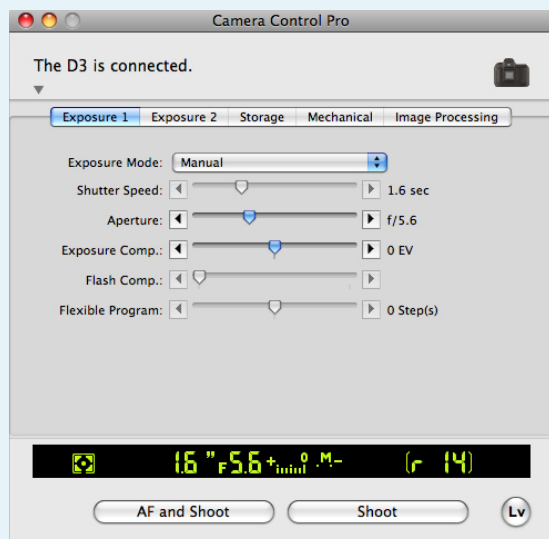 Camera Control Pro
The D3 is connected.
Exposure 1 Exposure 2 Storage Mechanical Image Processing
Exposure Mode: Manual
Shutter Speed: 1.6 sec
Aperture: f/5.6
Exposure Comp.: 0 EV
Flash Comp.:
Flexible Program: 0 Step(s)
1.6 " F5.6 + 0 .M.- (r 14)
AF and Shoot Shoot Lv